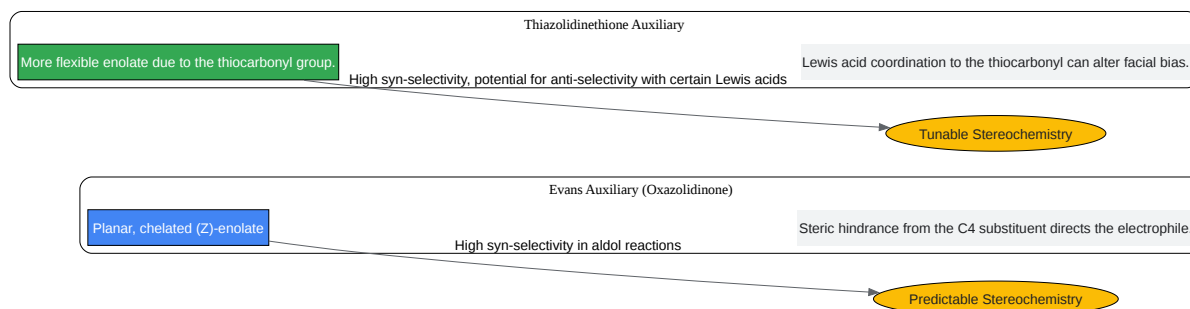 Thiazolidinethione Auxiliary
More flexible enolate due to the thiocarbonyl group.
Lewis acid coordination to the thiocarbonyl can alter facial bias.
High syn-selectivity, potential for anti-selectivity with certain Lewis acids
Tunable Stereochemistry
Evans Auxiliary (Oxazolidinone)
Planar, chelated (Z)-enolate
Steric hindrance from the C4 substituent directs the electrophile.
High syn-selectivity in aldol reactions
Predictable Stereochemistry